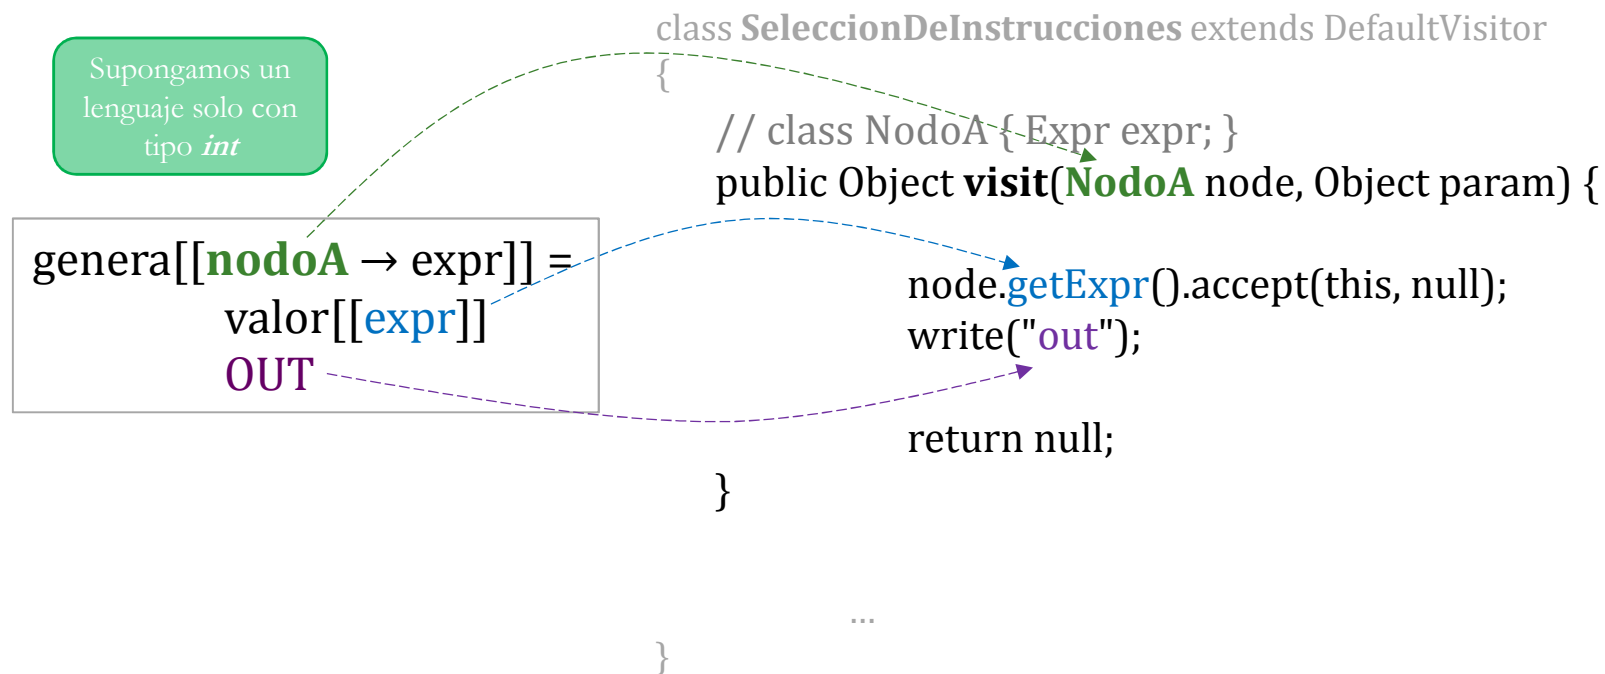 Supongamos un
lenguaje solo con
tipo int
genera[[nodoA → expr]] =
valor[[expr]]
OUT
class SeleccionDeInstrucciones extends DefaultVisitor
{
// class NodoA { Expr expr; }
public Object visit(NodoA node, Object param) {
node.getExpr().accept(this, null);
write("out");
return null;
}
...
}